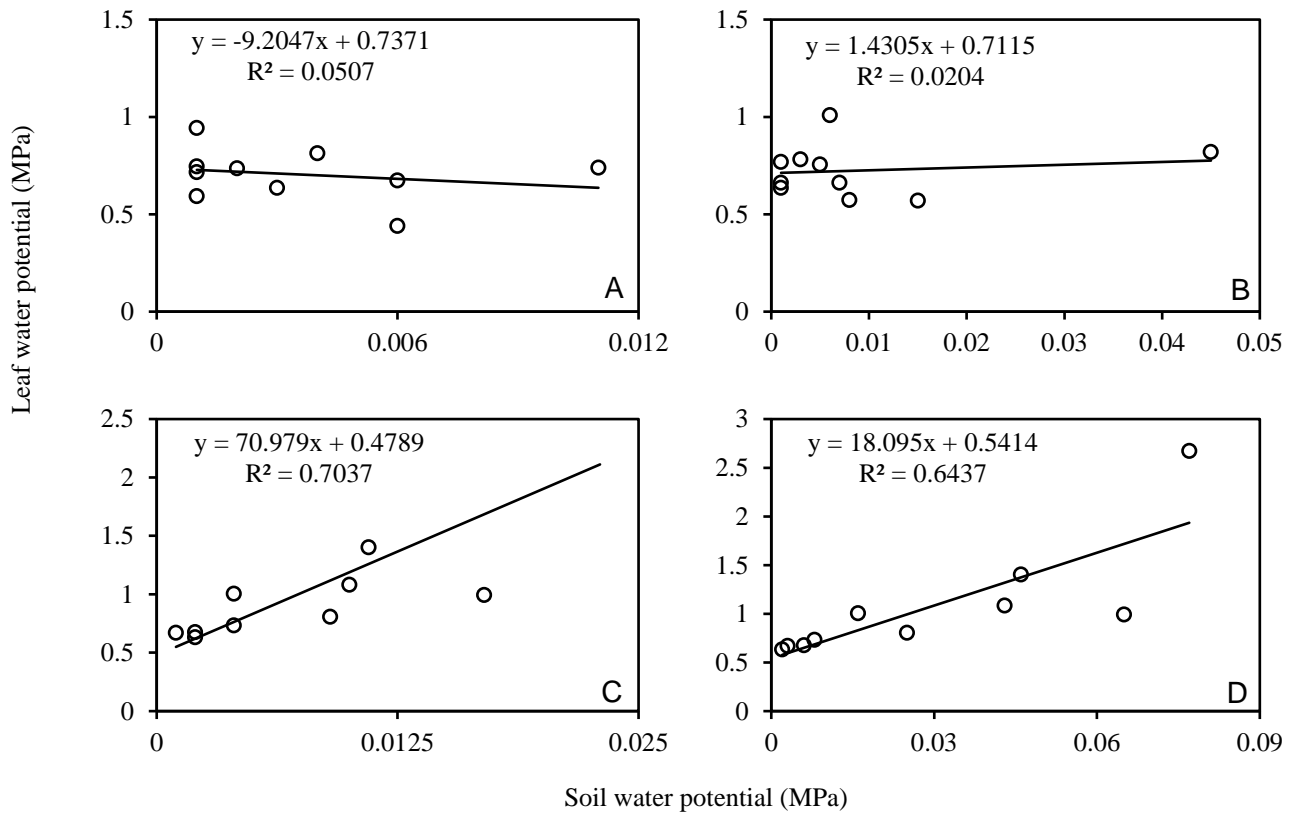 Leaf water potential (MPa)
y = -9.2047x + 0.7371
R² = 0.0507
1.5
1
0.5
0
0
0.006
0.012
A
y = 1.4305x + 0.7115
R² = 0.0204
1.5
1
0.5
0
0
0.01
0.02
0.03
0.04
0.05
B
y = 70.979x + 0.4789
R² = 0.7037
2.5
2
1.5
1
0.5
0
0
0.0125
0.025
C
y = 18.095x + 0.5414
R² = 0.6437
3
2.5
2
1.5
1
0.5
0
0
0.03
0.06
0.09
D
Soil water potential (MPa)